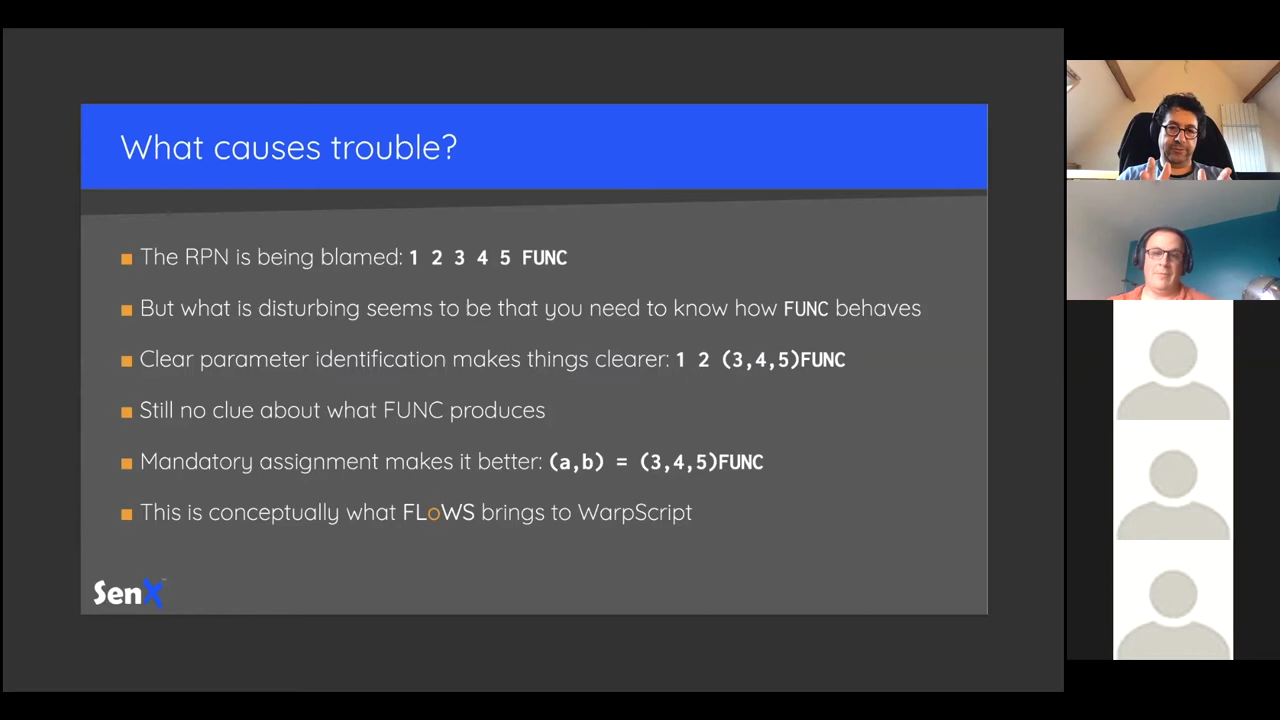 What causes trouble?
The RPN is being blamed: 1 2 3 4 5 FUNC
But what is disturbing seems to be that you need to know how FUNC behaves
Clear parameter identification makes things clearer: 1 2 (3,4,5)FUNC
Still no clue about what FUNC produces
Mandatory assignment makes it better: (a,b) = (3,4,5)FUNC
This is conceptually what FLoWS brings to WarpScript
SenX